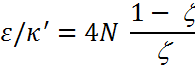 ε/κ′ = 4N (1 − ζ)/ζ